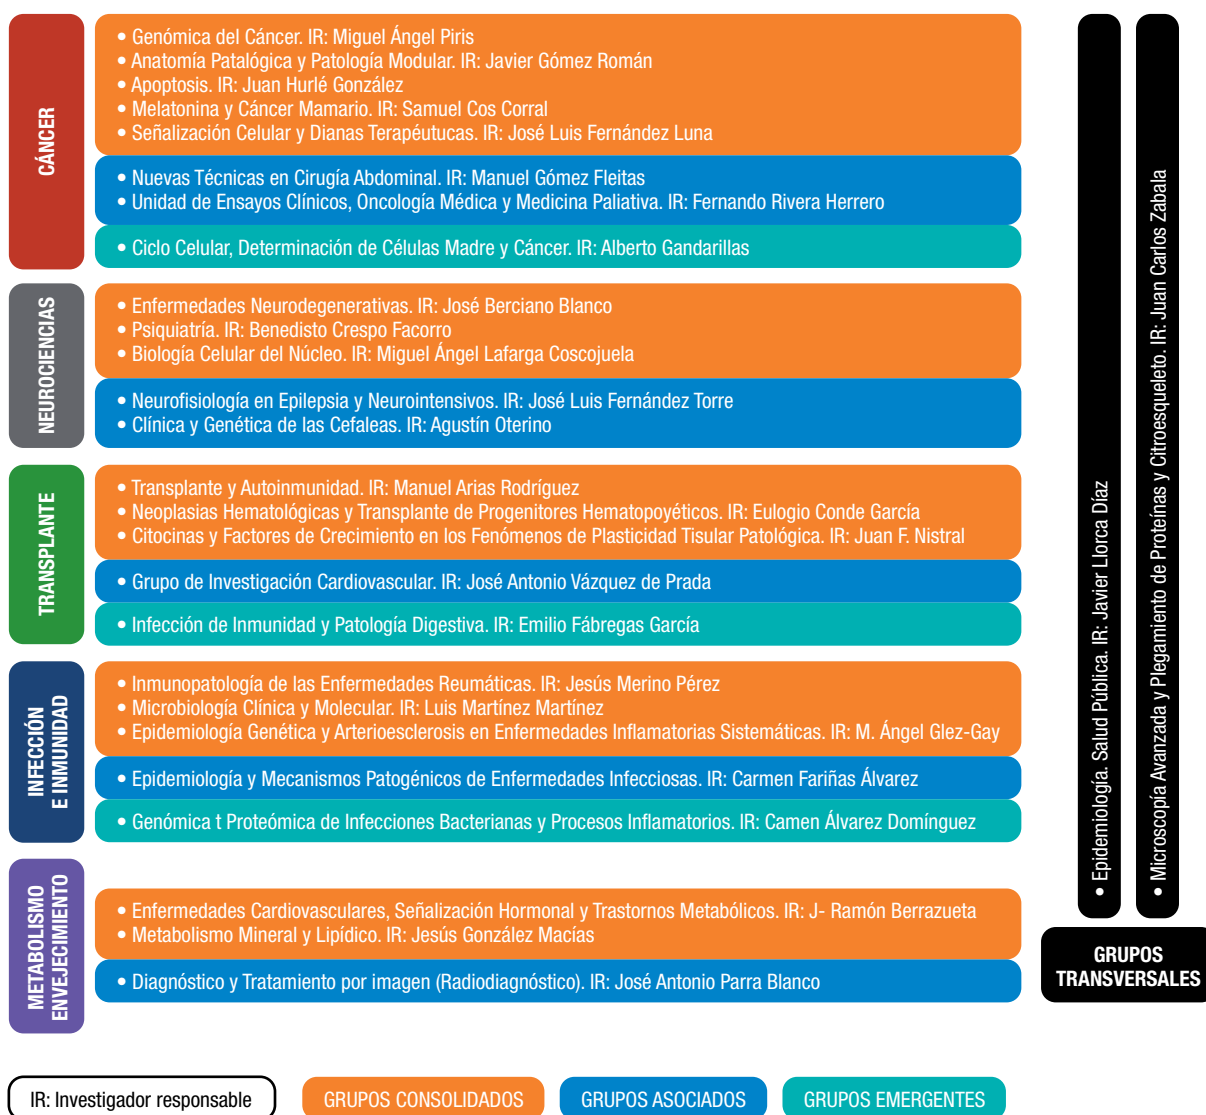 CÁNCER
• Genómica del Cáncer. IR: Miguel Ángel Piris
• Anatomía Patalógica y Patología Modular. IR: Javier Gómez Román
• Apoptosis. IR: Juan Hurlé González
• Melatonina y Cáncer Mamario. IR: Samuel Cos Corral
• Señalización Celular y Dianas Terapéutucas. IR: José Luis Fernández Luna
• Nuevas Técnicas en Cirugía Abdominal. IR: Manuel Gómez Fleitas
• Unidad de Ensayos Clínicos, Oncología Médica y Medicina Paliativa. IR: Fernando Rivera Herrero
• Ciclo Celular, Determinación de Células Madre y Cáncer. IR: Alberto Gandarillas
NEUROCIENCIAS
• Enfermedades Neurodegenerativas. IR: José Berciano Blanco
• Psiquiatría. IR: Benedisto Crespo Facorro
• Biología Celular del Núcleo. IR: Miguel Ángel Lafarga Coscojuela
• Neurofisiología en Epilepsia y Neurointensivos. IR: José Luis Fernández Torre
• Clínica y Genética de las Cefaleas. IR: Agustín Oterino
TRANSPLANTE
• Transplante y Autoinmunidad. IR: Manuel Arias Rodríguez
• Neoplasias Hematológicas y Transplante de Progenitores Hematopoyéticos. IR: Eulogio Conde García
• Citocinas y Factores de Crecimiento en los Fenómenos de Plasticidad Tisular Patológica. IR: Juan F. Nistral
• Grupo de Investigación Cardiovascular. IR: José Antonio Vázquez de Prada
• Infección de Inmunidad y Patología Digestiva. IR: Emilio Fábregas García
INFECCIÓN
E INMUNIDAD
• Inmunopatología de las Enfermedades Reumáticas. IR: Jesús Merino Pérez
• Microbiología Clínica y Molecular. IR: Luis Martínez Martínez
• Epidemiología Genética y Arterioesclerosis en Enfermedades Inflamatorias Sistemáticas. IR: M. Ángel Glez-Gay
• Epidemiología y Mecanismos Patogénicos de Enfermedades Infecciosas. IR: Carmen Fariñas Álvarez
• Genómica t Proteómica de Infecciones Bacterianas y Procesos Inflamatorios. IR: Camen Álvarez Domínguez
METABOLISMO
ENVEJECIMIENTO
• Enfermedades Cardiovasculares, Señalización Hormonal y Trastornos Metabólicos. IR: J- Ramón Berrazueta
• Metabolismo Mineral y Lipídico. IR: Jesús González Macías
• Diagnóstico y Tratamiento por imagen (Radiodiagnóstico). IR: José Antonio Parra Blanco
• Epidemiología. Salud Pública. IR: Javier Llorca Díaz
• Microscopía Avanzada y Plegamiento de Proteínas y Citroesqueleto. IR: Juan Carlos Zabala
GRUPOS
TRANSVERSALES
IR: Investigador responsable
GRUPOS CONSOLIDADOS
GRUPOS ASOCIADOS
GRUPOS EMERGENTES